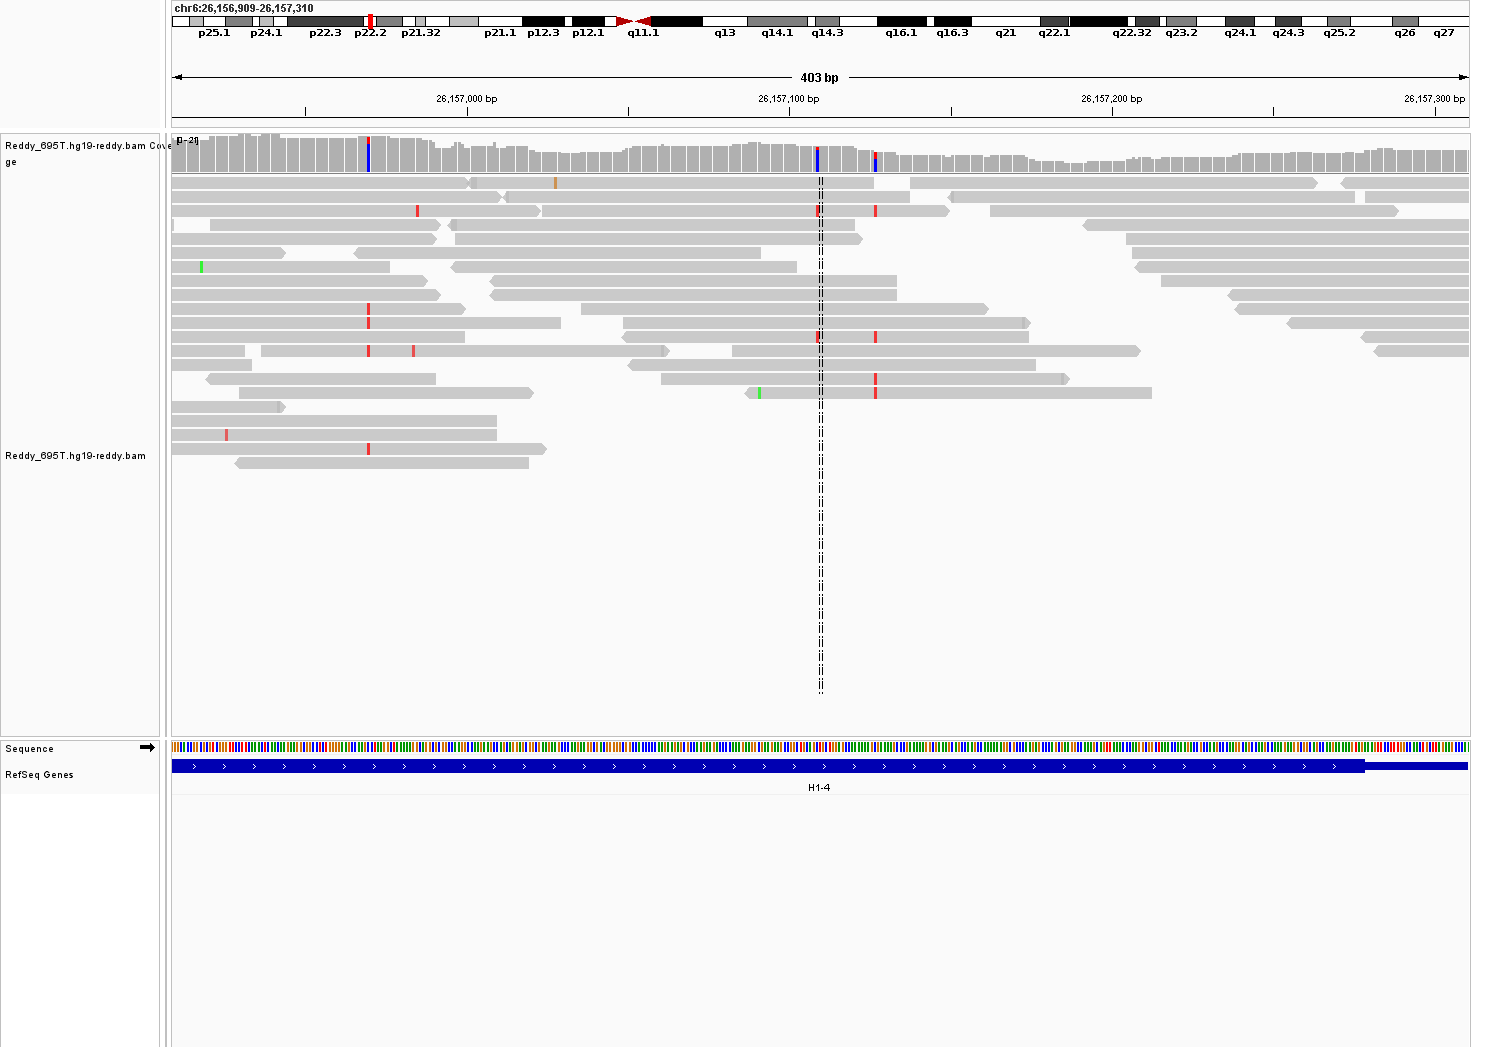 chr6:26,156,909-26,157,310
p25.1 p24.1 p22.3 p22.2 p21.32 p21.1 p12.3 p12.1 q11.1 q13 q14.1 q14.3 q16.1 q16.3 q21 q22.1 q22.32 q23.2 q24.1 q24.3 q25.2 q26 q27
403 bp
26,157,000 bp 26,157,100 bp 26,157,200 bp 26,157,300 bp
[0-21]
Reddy_695T.hg19-reddy.bam Cove
ge
Reddy_695T.hg19-reddy.bam
Sequence
RefSeq Genes
H1-4